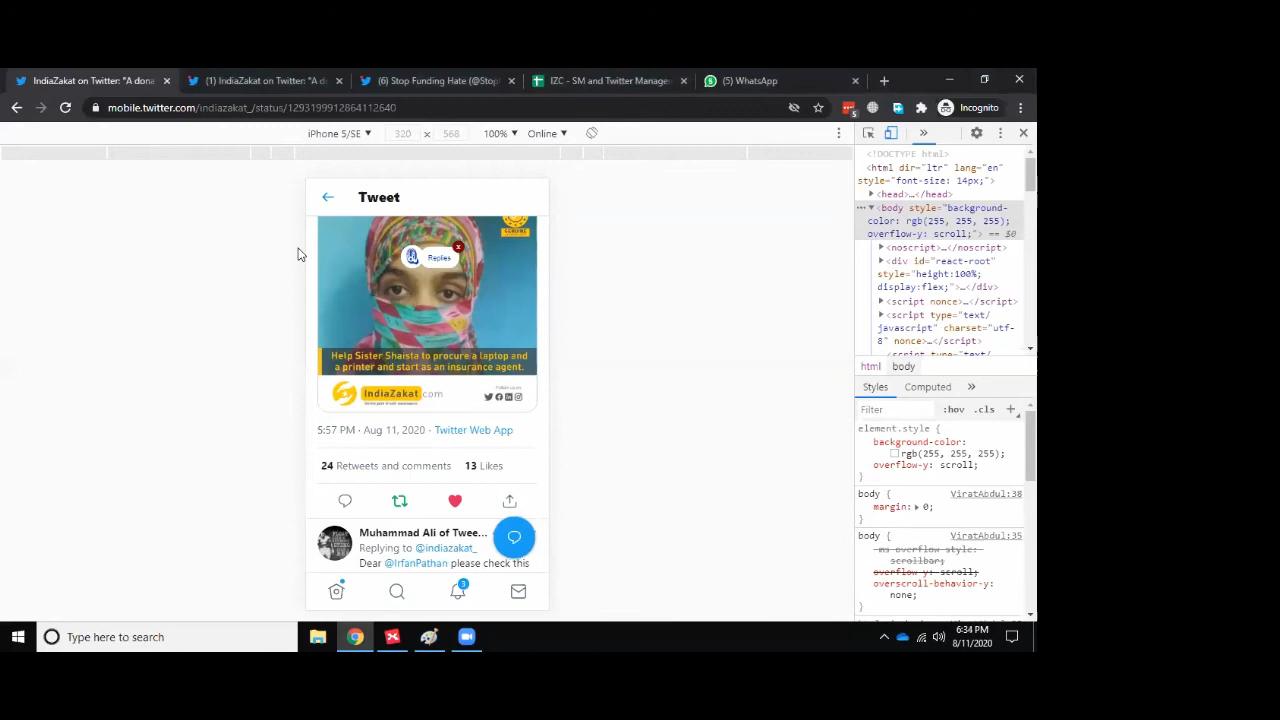 IndiaZakat on Twitter: "A dona
(1) IndiaZakat on Twitter: "A d
(6) Stop Funding Hate (@Stop
IZC - SM and Twitter Manage
(5) WhatsApp
mobile.twitter.com/indiazakat_/status/1293199912864112640
5
Incognito
iPhone 5/SE ▼ 320 × 568 100% ▼ Online ▼
Tweet
GENUINE
Replies
x
Help Sister Shaista to procure a laptop and
a printer and start as an insurance agent.
IndiaZakat.com
5:57 PM · Aug 11, 2020 · Twitter Web App
24 Retweets and comments 13 Likes
Muhammad Ali of Twee...
Replying to @indiazakat_
Dear @IrfanPathan please check this
3
<!DOCTYPE html>
<html dir="ltr" lang="en"
style="font-size: 14px;">
<head>…</head>
<body style="background-
color: rgb(255, 255, 255);
overflow-y: scroll;"> == $0
<noscript>…</noscript>
<div id="react-root"
style="height:100%;
display:flex;">…</div>
<script nonce>…</script>
<script type="text/
javascript" charset="utf-
8" nonce>…</script>
html body
Styles Computed »
Filter :hov .cls +
element.style {
background-color:
rgb(255, 255, 255);
overflow-y: scroll;
}
body { ViratAbdul:38
margin: 0;
}
body { ViratAbdul:35
-ms-overflow-style:
scrollbar;
overflow-y: scroll;
overscroll-behavior-y:
none;
}
Type here to search
6:34 PM
8/11/2020